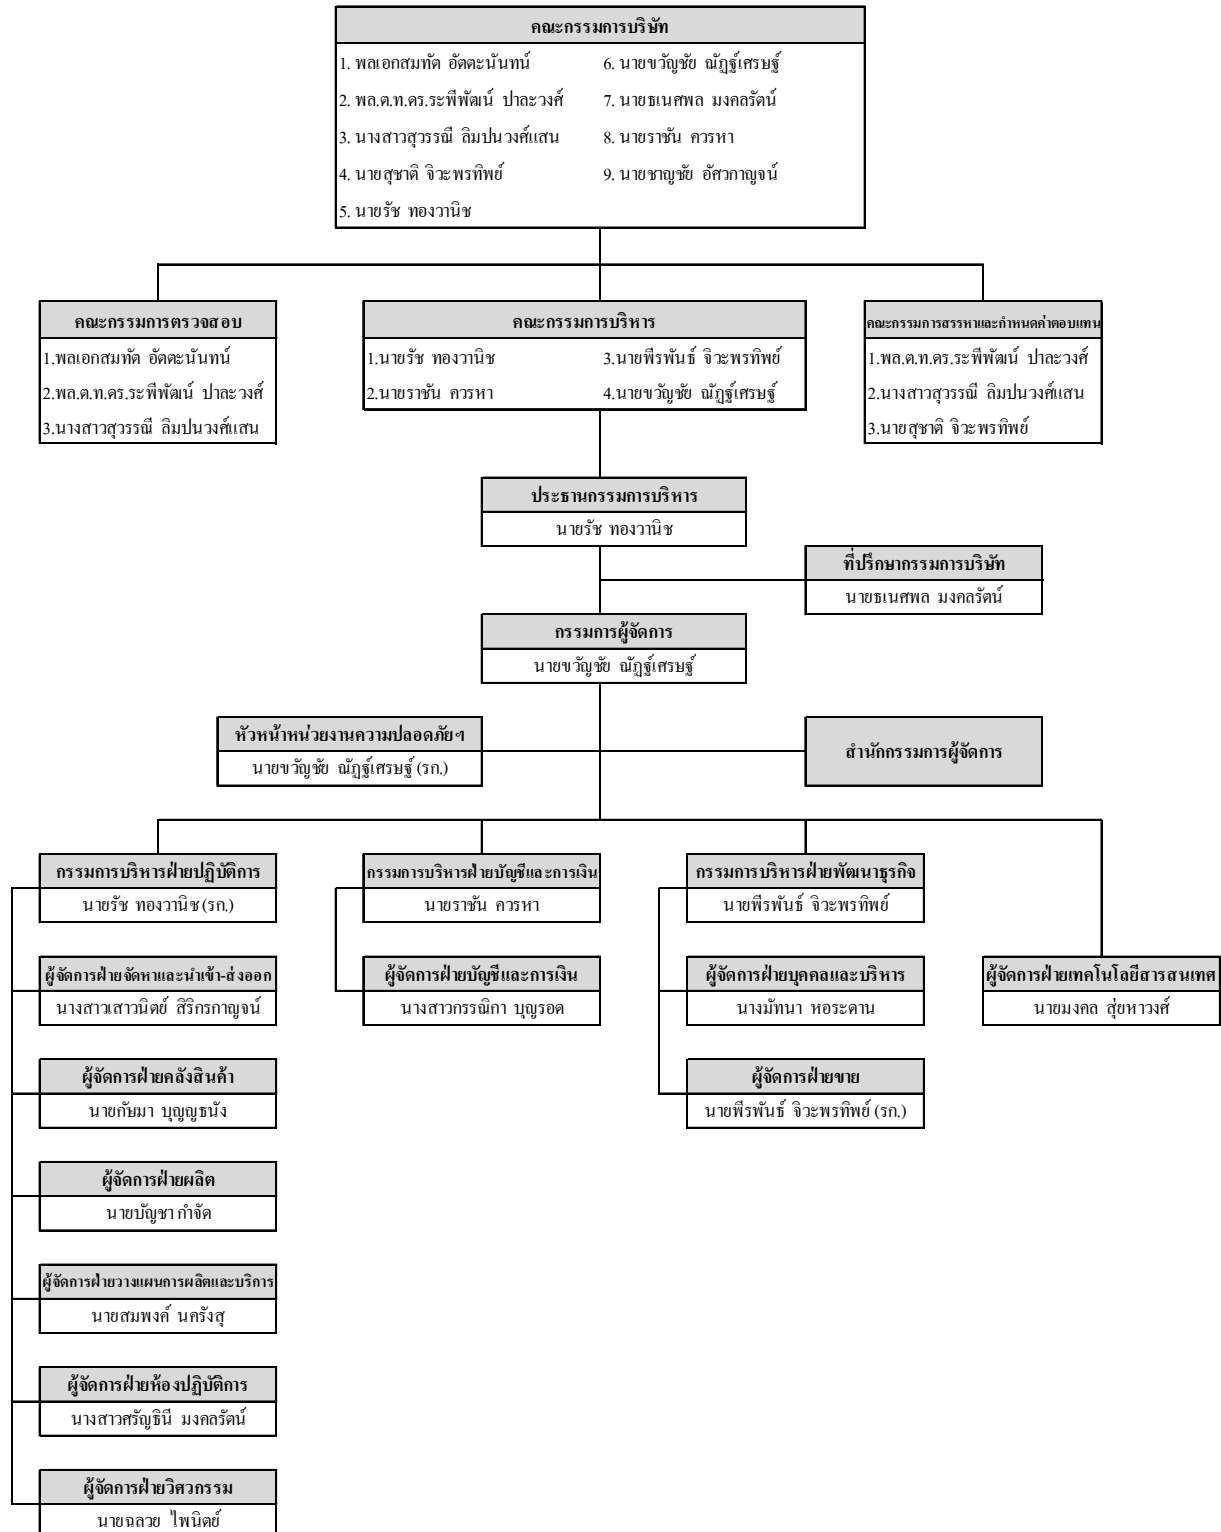 คณะกรรมการบริษัท
1. พลเอกสมทัต อัตตะนันทน์
2. พล.ต.ท.ดร.ระพีพัฒน์ ปาละวงศ์
3. นางสาวสุวรรณี ลิมปนวงศ์แสน
4. นายสุชาติ จิวะพรทิพย์
5. นายรัช ทองวานิช
6. นายขวัญชัย ณัฏฐ์เศรษฐ์
7. นายธเนศพล มงคลรัตน์
8. นายราชัน ควรหา
9. นายชาญชัย อัศวกาญจน์
คณะกรรมการตรวจสอบ
1.พลเอกสมทัต อัตตะนันทน์
2.พล.ต.ท.ดร.ระพีพัฒน์ ปาละวงศ์
3.นางสาวสุวรรณี ลิมปนวงศ์แสน
คณะกรรมการบริหาร
1.นายรัช ทองวานิช
2.นายราชัน ควรหา
3.นายพีรพันธ์ จิวะพรทิพย์
4.นายขวัญชัย ณัฏฐ์เศรษฐ์
คณะกรรมการสรรหาและกำหนดค่าตอบแทน
1.พล.ต.ท.ดร.ระพีพัฒน์ ปาละวงศ์
2.นางสาวสุวรรณี ลิมปนวงศ์แสน
3.นายสุชาติ จิวะพรทิพย์
ประธานกรรมการบริหาร
นายรัช ทองวานิช
ที่ปรึกษากรรมการบริษัท
นายธเนศพล มงคลรัตน์
กรรมการผู้จัดการ
นายขวัญชัย ณัฏฐ์เศรษฐ์
หัวหน้าหน่วยงานความปลอดภัยฯ
นายขวัญชัย ณัฏฐ์เศรษฐ์ (รก.)
สำนักกรรมการผู้จัดการ
กรรมการบริหารฝ่ายปฏิบัติการ
นายรัช ทองวานิช (รก.)
กรรมการบริหารฝ่ายบัญชีและการเงิน
นายราชัน ควรหา
กรรมการบริหารฝ่ายพัฒนาธุรกิจ
นายพีรพันธ์ จิวะพรทิพย์
ผู้จัดการฝ่ายจัดหาและนำเข้า-ส่งออก
นางสาวเสาวนิตย์ สิริกรกาญจน์
ผู้จัดการฝ่ายบัญชีและการเงิน
นางสาวกรรณิกา บุญรอด
ผู้จัดการฝ่ายบุคคลและบริหาร
นางมัทนา หอระดาน
ผู้จัดการฝ่ายเทคโนโลยีสารสนเทศ
นายมงคล สุ่ยหาวงศ์
ผู้จัดการฝ่ายคลังสินค้า
นายกัษมา บุญญธนัง
ผู้จัดการฝ่ายขาย
นายพีรพันธ์ จิวะพรทิพย์ (รก.)
ผู้จัดการฝ่ายผลิต
นายบัญชา กำจัด
ผู้จัดการฝ่ายวางแผนการผลิตและบริการ
นายสมพงค์ นครังสุ
ผู้จัดการฝ่ายห้องปฏิบัติการ
นางสาวศรัญธินี มงคลรัตน์
ผู้จัดการฝ่ายวิศวกรรม
นายฉลวย ไพนิตย์